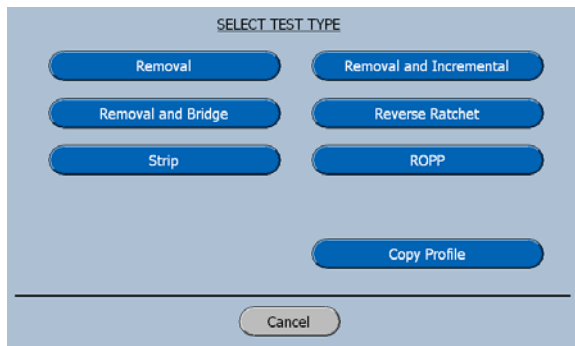 SELECT TEST TYPE
Removal
Removal and Incremental
Removal and Bridge
Reverse Ratchet
Strip
ROPP
Copy Profile
Cancel